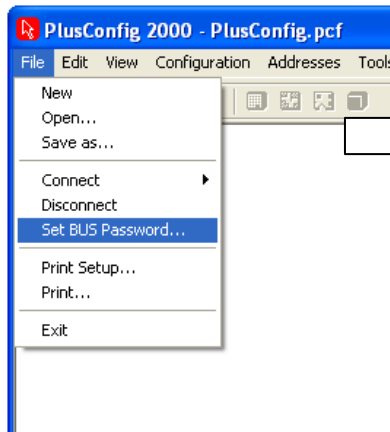 PlusConfig 2000 - PlusConfig.pcf
File Edit View Configuration Addresses Tools
New
Open...
Save as...
Connect
Disconnect
Set BUS Password...
Print Setup...
Print...
Exit